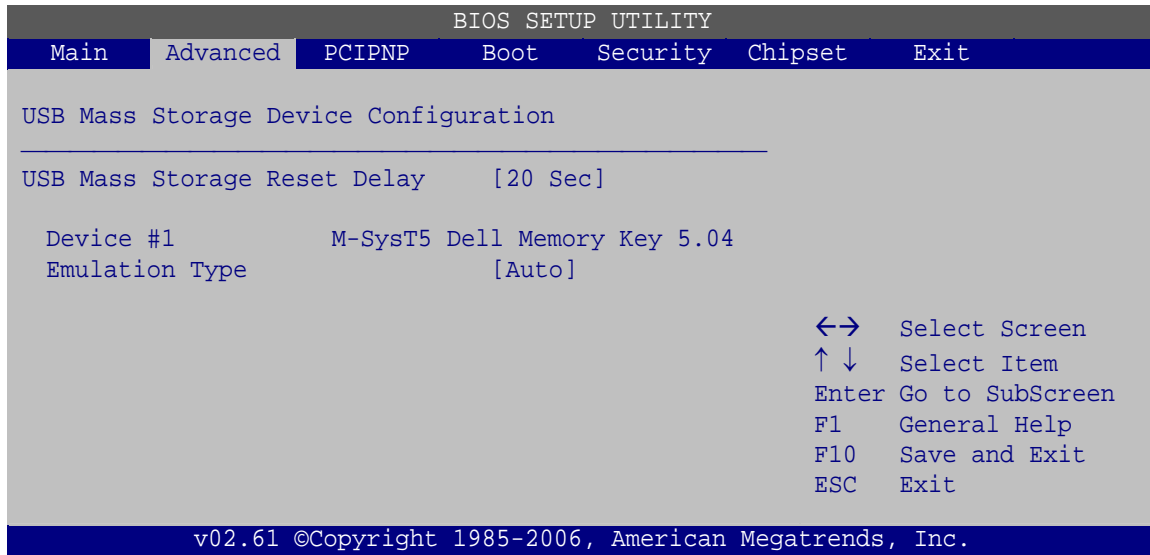 BIOS SETUP UTILITY
Main Advanced PCIPNP Boot Security Chipset Exit
USB Mass Storage Device Configuration
USB Mass Storage Reset Delay [20 Sec]
Device #1 M-SysT5 Dell Memory Key 5.04
Emulation Type [Auto]
←→ Select Screen
↑ ↓ Select Item
Enter Go to SubScreen
F1 General Help
F10 Save and Exit
ESC Exit
v02.61 ©Copyright 1985-2006, American Megatrends, Inc.